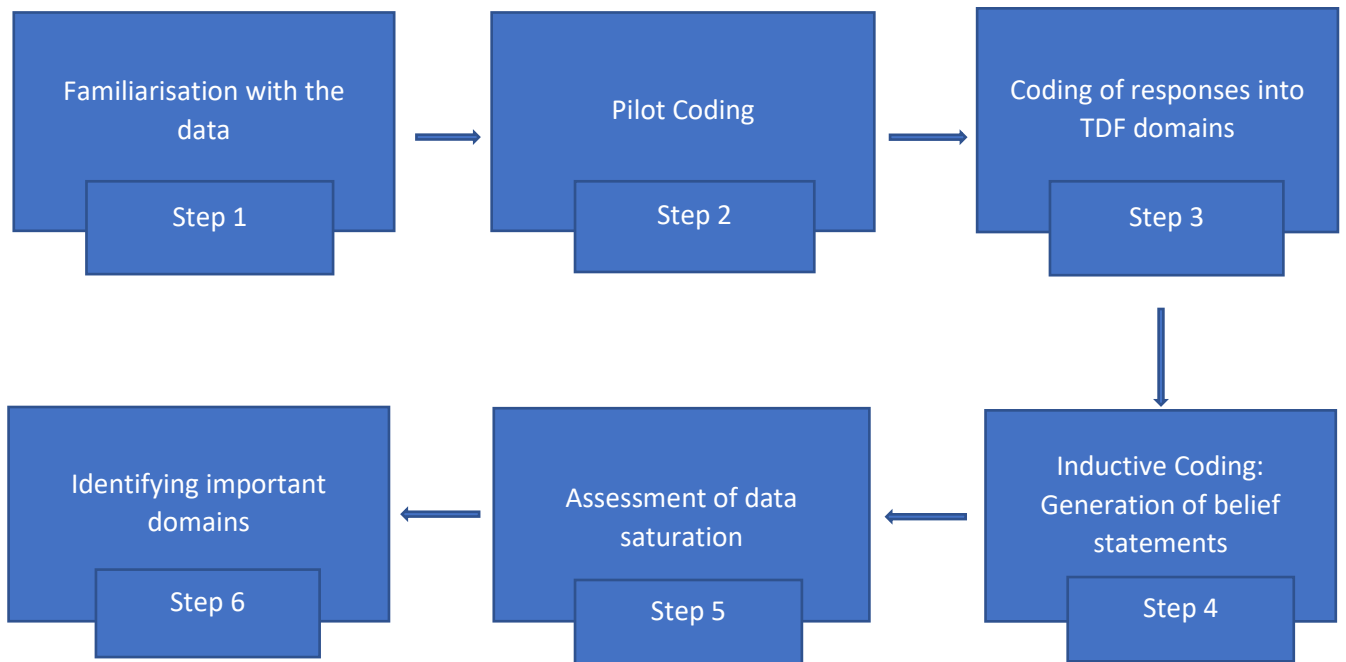 Familiarisation with the
data
Step 1
Pilot Coding
Step 2
Coding of responses into
TDF domains
Step 3
Inductive Coding:
Generation of belief
statements
Step 4
Assessment of data
saturation
Step 5
Identifying important
domains
Step 6